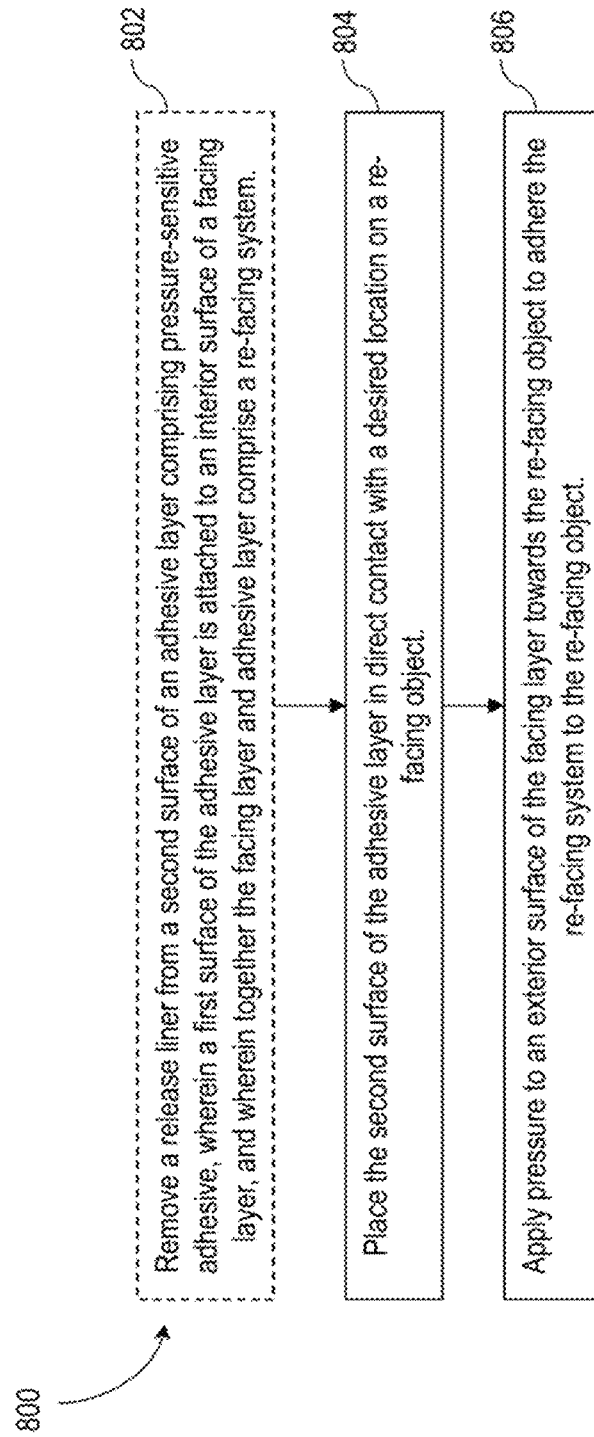 800
802
Remove a release liner from a second surface of an adhesive layer comprising pressure-sensitive
adhesive, wherein a first surface of the adhesive layer is attached to an interior surface of a facing
layer, and wherein together the facing layer and adhesive layer comprise a re-facing system.
804
Place the second surface of the adhesive layer in direct contact with a desired location on a re-
facing object.
806
Apply pressure to an exterior surface of the facing layer towards the re-facing object to adhere the
re-facing system to the re-facing object.